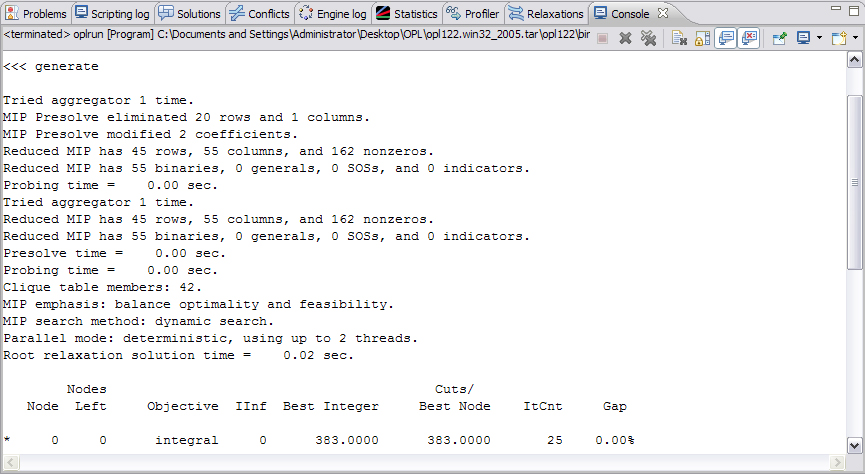 Problems Scripting log Solutions Conflicts Engine log Statistics Profiler Relaxations Console
<terminated> oplrun [Program] C:\Documents and Settings\Administrator\Desktop\OPL\opl122.win32_2005.tar\opl122\bin
<<< generate
Tried aggregator 1 time.
MIP Presolve eliminated 20 rows and 1 columns.
MIP Presolve modified 2 coefficients.
Reduced MIP has 45 rows, 55 columns, and 162 nonzeros.
Reduced MIP has 55 binaries, 0 generals, 0 SOSs, and 0 indicators.
Probing time =    0.00 sec.
Tried aggregator 1 time.
Reduced MIP has 45 rows, 55 columns, and 162 nonzeros.
Reduced MIP has 55 binaries, 0 generals, 0 SOSs, and 0 indicators.
Presolve time =    0.00 sec.
Probing time =    0.00 sec.
Clique table members: 42.
MIP emphasis: balance optimality and feasibility.
MIP search method: dynamic search.
Parallel mode: deterministic, using up to 2 threads.
Root relaxation solution time =    0.02 sec.
        Nodes                                         Cuts/
   Node  Left     Objective  IInf  Best Integer     Best Node    ItCnt     Gap
*     0     0      integral     0      383.0000      383.0000       25    0.00%